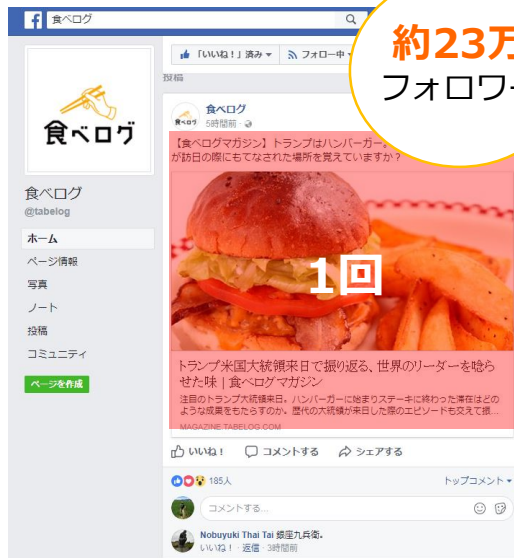 食べログ
約23万
フォロワー
「いいね！」済み
フォロー中
投稿
食べログ
食べログ
5時間前
食べログ
【食べログマガジン】トランプはハンバーガー。
が訪日の際にもてなされた場所を覚えていますか？
1回
トランプ米国大統領来日で振り返る、世界のリーダーを唸ら
せた味 | 食べログマガジン
注目のトランプ大統領来日。ハンバーガーに始まりステーキに終わった滞在はどの
ような成果をもたらすのか。歴代の大統領が来日した際のエピソードも交えて振...
MAGAZINE.TABELOG.COM
いいね！ コメントする シェアする
185人
トップコメント
コメントする...
Nobuyuki Thai Tai 銀座九兵衛。
いいね！ · 返信 · 3時間前
食べログ
@tabelog
ホーム
ページ情報
写真
ノート
投稿
コミュニティ
ページを作成